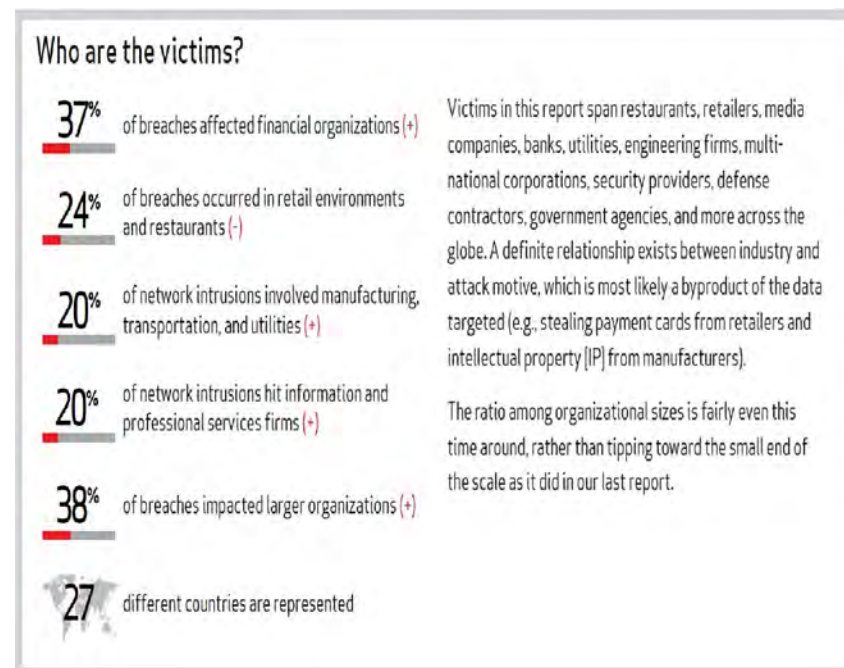 Who are the victims?
37%
of breaches affected financial organizations (+)
24%
of breaches occurred in retail environments
and restaurants (-)
20%
of network intrusions involved manufacturing,
transportation, and utilities (+)
20%
of network intrusions hit information and
professional services firms (+)
38%
of breaches impacted larger organizations (+)
27
different countries are represented
Victims in this report span restaurants, retailers, media
companies, banks, utilities, engineering firms, multi-
national corporations, security providers, defense
contractors, government agencies, and more across the
globe. A definite relationship exists between industry and
attack motive, which is most likely a byproduct of the data
targeted (e.g., stealing payment cards from retailers and
intellectual property [IP] from manufacturers).
The ratio among organizational sizes is fairly even this
time around, rather than tipping toward the small end of
the scale as it did in our last report.